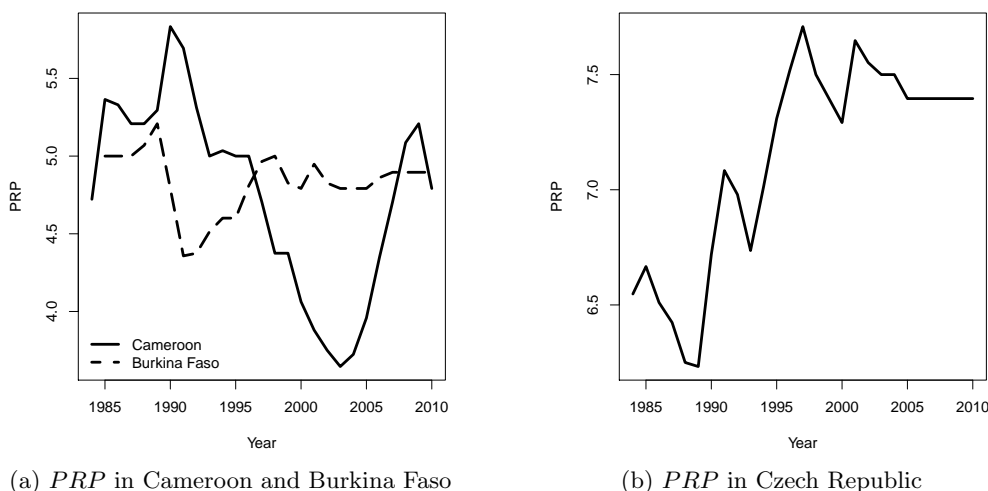 PRP
5.5
5.0
4.5
4.0
Cameroon
Burkina Faso
1985 1990 1995 2000 2005 2010
Year
(a) PRP in Cameroon and Burkina Faso
PRP
7.5
7.0
6.5
1985 1990 1995 2000 2005 2010
Year
(b) PRP in Czech Republic